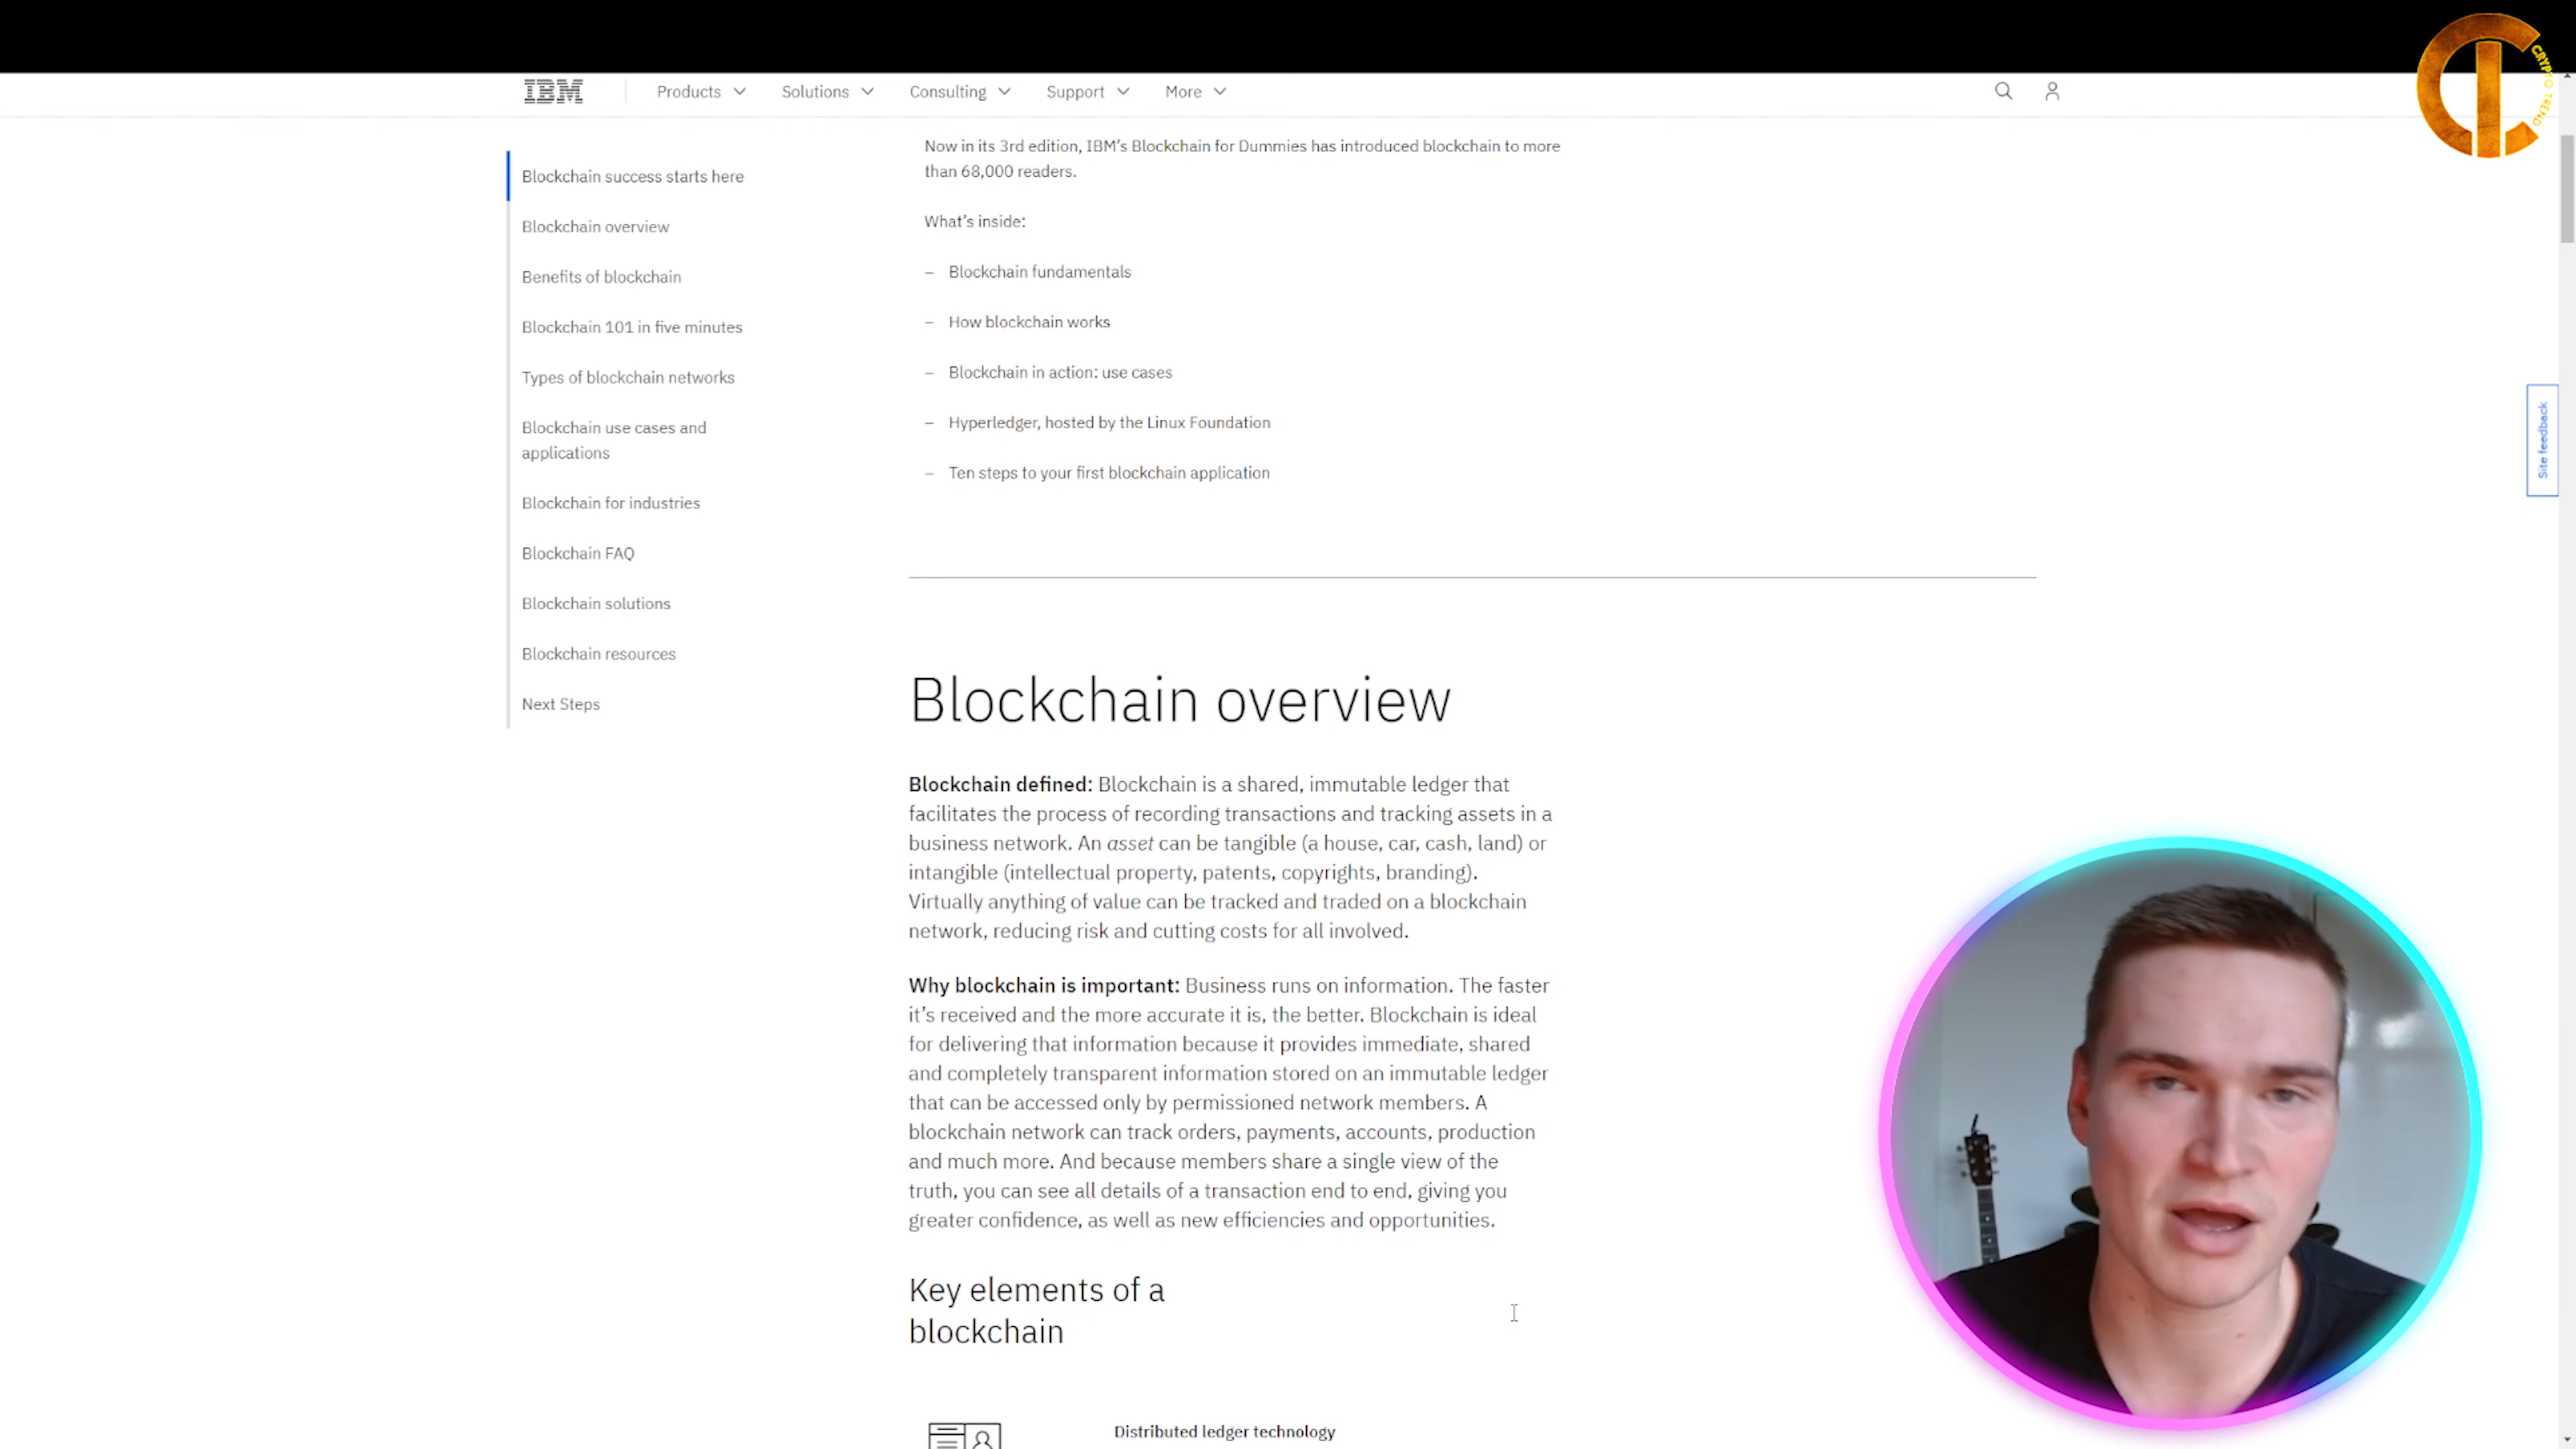 IBM
Products
Solutions
Consulting
Support
More
CRYPTO TREND
Blockchain success starts here
Blockchain overview
Benefits of blockchain
Blockchain 101 in five minutes
Types of blockchain networks
Blockchain use cases and
applications
Blockchain for industries
Blockchain FAQ
Blockchain solutions
Blockchain resources
Next Steps
Now in its 3rd edition, IBM's Blockchain for Dummies has introduced blockchain to more
than 68,000 readers.
What's inside:
– Blockchain fundamentals
– How blockchain works
– Blockchain in action: use cases
– Hyperledger, hosted by the Linux Foundation
– Ten steps to your first blockchain application
Site feedback
Blockchain overview
Blockchain defined: Blockchain is a shared, immutable ledger that
facilitates the process of recording transactions and tracking assets in a
business network. An asset can be tangible (a house, car, cash, land) or
intangible (intellectual property, patents, copyrights, branding).
Virtually anything of value can be tracked and traded on a blockchain
network, reducing risk and cutting costs for all involved.
Why blockchain is important: Business runs on information. The faster
it's received and the more accurate it is, the better. Blockchain is ideal
for delivering that information because it provides immediate, shared
and completely transparent information stored on an immutable ledger
that can be accessed only by permissioned network members. A
blockchain network can track orders, payments, accounts, production
and much more. And because members share a single view of the
truth, you can see all details of a transaction end to end, giving you
greater confidence, as well as new efficiencies and opportunities.
Key elements of a
blockchain
Distributed ledger technology